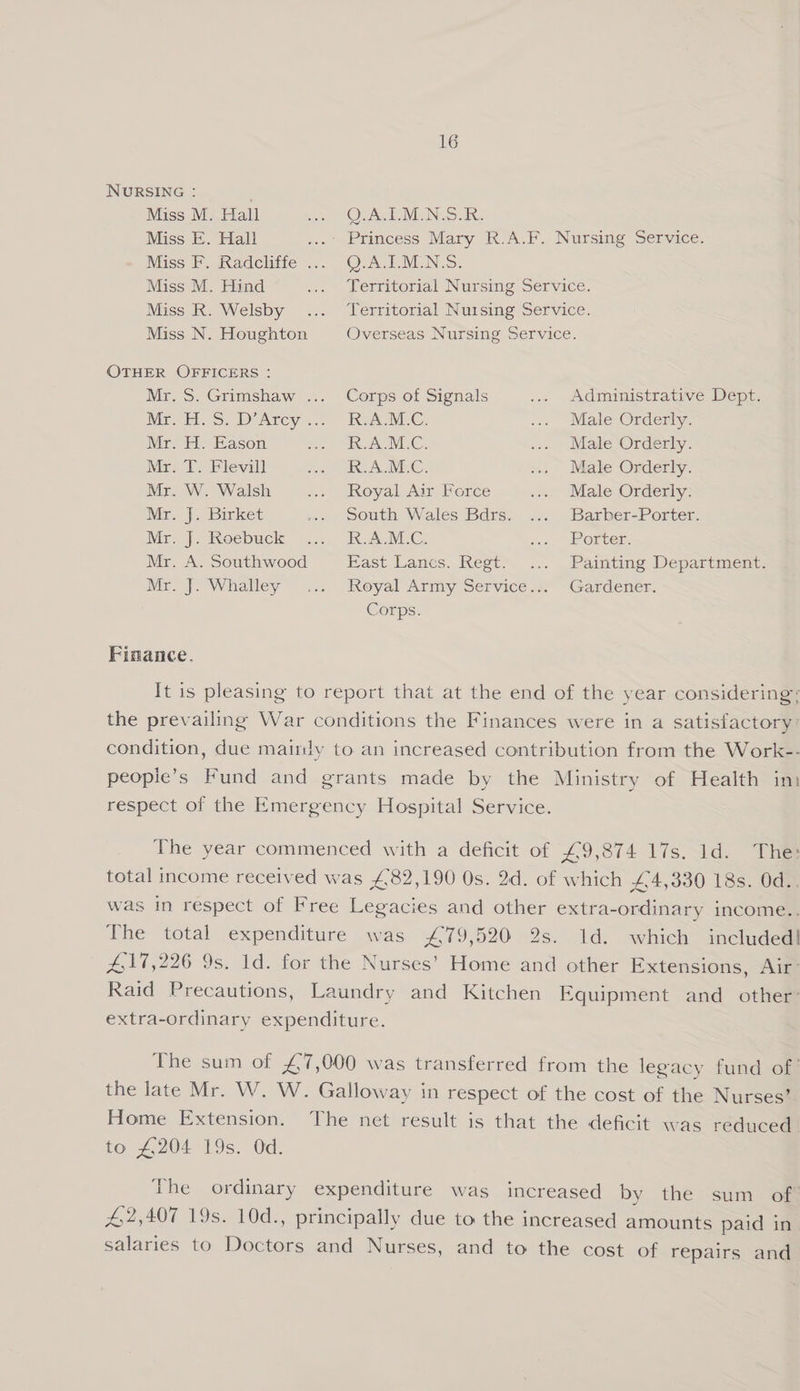 16
NURSING :
Miss M. Hall ... Q.A.I.M.N.S.R.
Miss E. Hall ... Princess Mary R.A.F. Nursing Service.
Miss F. Radcliffe ... Q.A.I.M.N.S.
Miss M. Hind ... Territorial Nursing Service.
Miss R. Welsby ... Territorial Nursing Service.
Miss N. Houghton Overseas Nursing Service.
OTHER OFFICERS :
Mr. S. Grimshaw ... Corps of Signals ... Administrative Dept.
Mr. H. S. D'Arcy ... R.A.M.C. ... Male Orderly.
Mr. H. Eason ... R.A.M.C. ... Male Orderly.
Mr. T. Flevill ... R.A.M.C. ... Male Orderly.
Mr. W. Walsh ... Royal Air Force ... Male Orderly.
Mr. J. Birket ... South Wales Bdrs. ... Barber-Porter.
Mr. J. Roebuck ... R.A.M.C. ... Porter.
Mr. A. Southwood East Lancs. Regt. ... Painting Department.
Mr. J. Whalley ... Royal Army Service... Gardener.
Corps.
Finance.
It is pleasing to report that at the end of the year considering
the prevailing War conditions the Finances were in a satisfactory
condition, due mainly to an increased contribution from the Work-
people's Fund and grants made by the Ministry of Health in
respect of the Emergency Hospital Service.
The year commenced with a deficit of £9,874 17s. 1d. The
total income received was £82,190 0s. 2d. of which £4,330 18s. 0d.
was in respect of Free Legacies and other extra-ordinary income.
The total expenditure was £79,520 2s. 1d. which included
£17,226 9s. 1d. for the Nurses' Home and other Extensions, Air
Raid Precautions, Laundry and Kitchen Equipment and other
extra-ordinary expenditure.
The sum of £7,000 was transferred from the legacy fund of
the late Mr. W. W. Galloway in respect of the cost of the Nurses'
Home Extension. The net result is that the deficit was reduced
to £204 19s. 0d.
The ordinary expenditure was increased by the sum of
£2,407 19s. 10d., principally due to the increased amounts paid in
salaries to Doctors and Nurses, and to the cost of repairs and